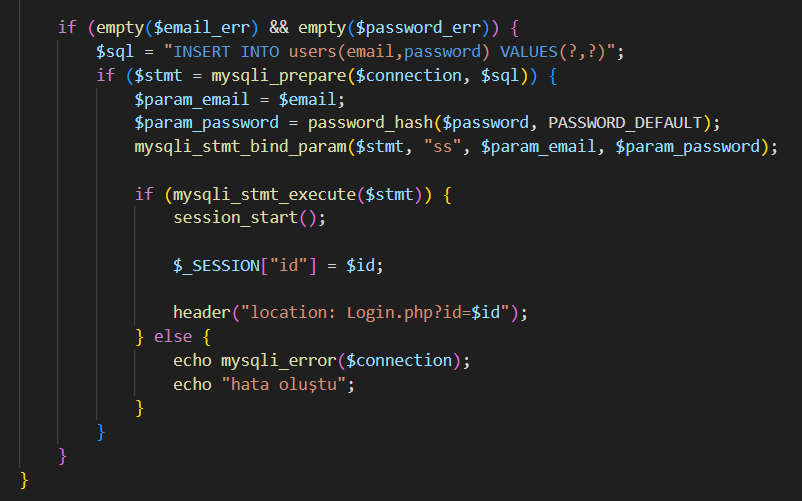 if (empty($email_err) && empty($password_err)) {
$sql = "INSERT INTO users(email,password) VALUES(?,?)";
if ($stmt = mysqli_prepare($connection, $sql)) {
$param_email = $email;
$param_password = password_hash($password, PASSWORD_DEFAULT);
mysqli_stmt_bind_param($stmt, "ss", $param_email, $param_password);
if (mysqli_stmt_execute($stmt)) {
session_start();
$_SESSION["id"] = $id;
header("location: Login.php?id=$id");
} else {
echo mysqli_error($connection);
echo "hata oluştu";
}
}
}
}